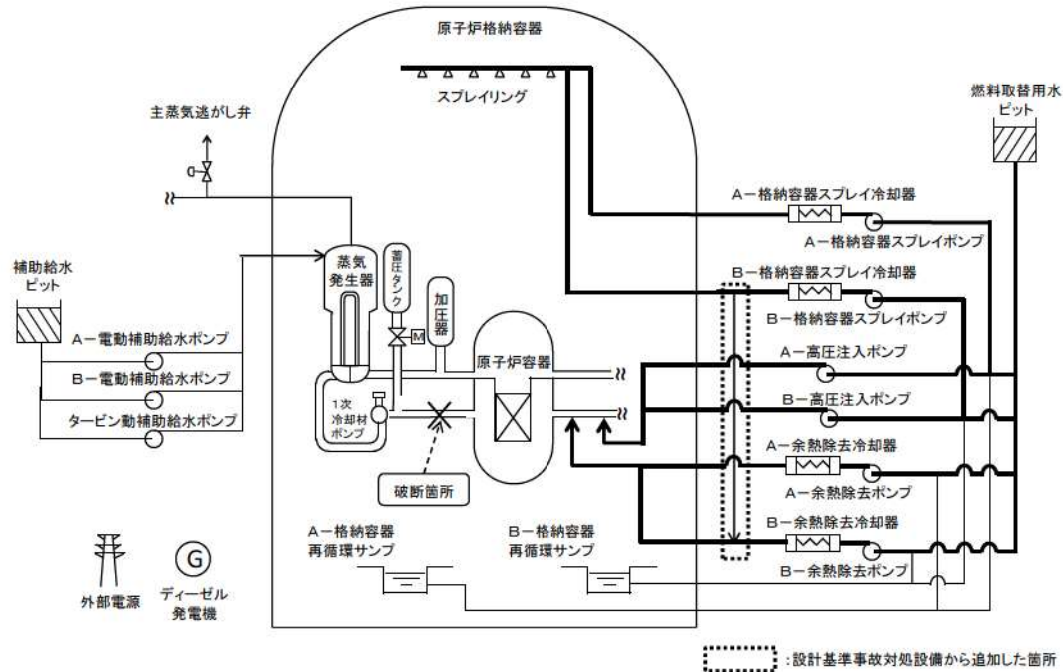 原子炉格納容器
スプレイリング
燃料取替用水
ピット
主蒸気逃がし弁
A-格納容器スプレイ冷却器
A-格納容器スプレイポンプ
補助給水
ピット
蒸気
発生器
蓄圧タンク
加圧器
M
B-格納容器スプレイ冷却器
B-格納容器スプレイポンプ
A-電動補助給水ポンプ
B-電動補助給水ポンプ
タービン動補助給水ポンプ
原子炉容器
1次
冷却材
ポンプ
A-高圧注入ポンプ
B-高圧注入ポンプ
A-余熱除去冷却器
A-余熱除去ポンプ
破断箇所
B-余熱除去冷却器
B-余熱除去ポンプ
A-格納容器
再循環サンプ
B-格納容器
再循環サンプ
外部電源
G
ディーゼル
発電機
:設計基準事故対処設備から追加した箇所